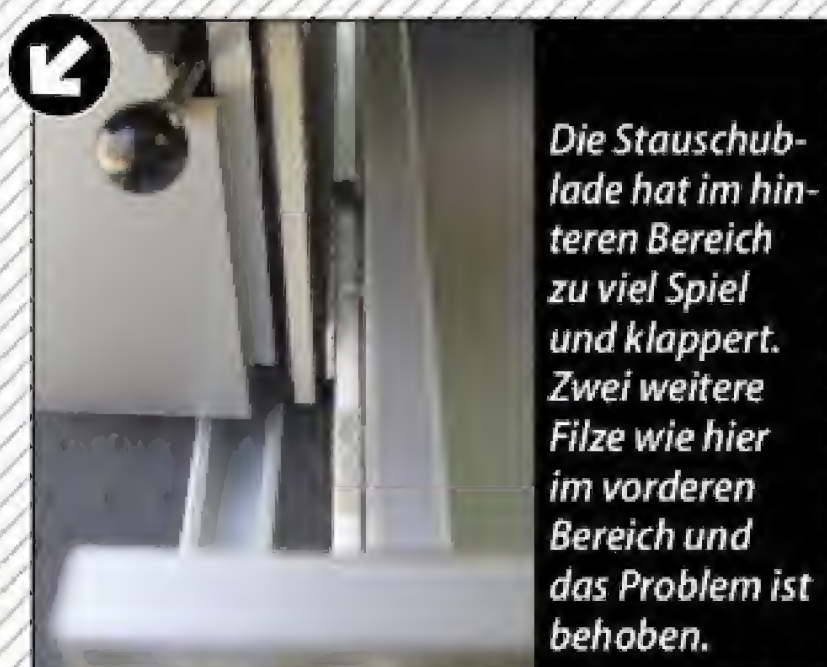 Die Stauschub-
lade hat im hin-
teren Bereich
zu viel Spiel
und klappert.
Zwei weitere
Filze wie hier
im vorderen
Bereich und
das Problem ist
behoben.